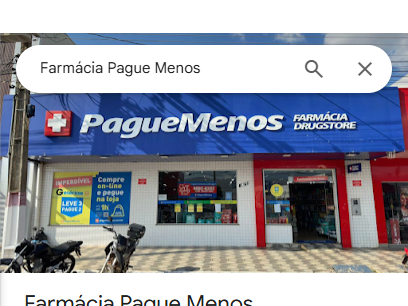 Farmácia Pague Menos
PagueMenos
FARMÁCIA
DRUGSTORE
IMPERDÍVEL
LEVE 3
PAGUE 2
Compre
on-line
e pegue
na loja
Farmácia Pague Menos